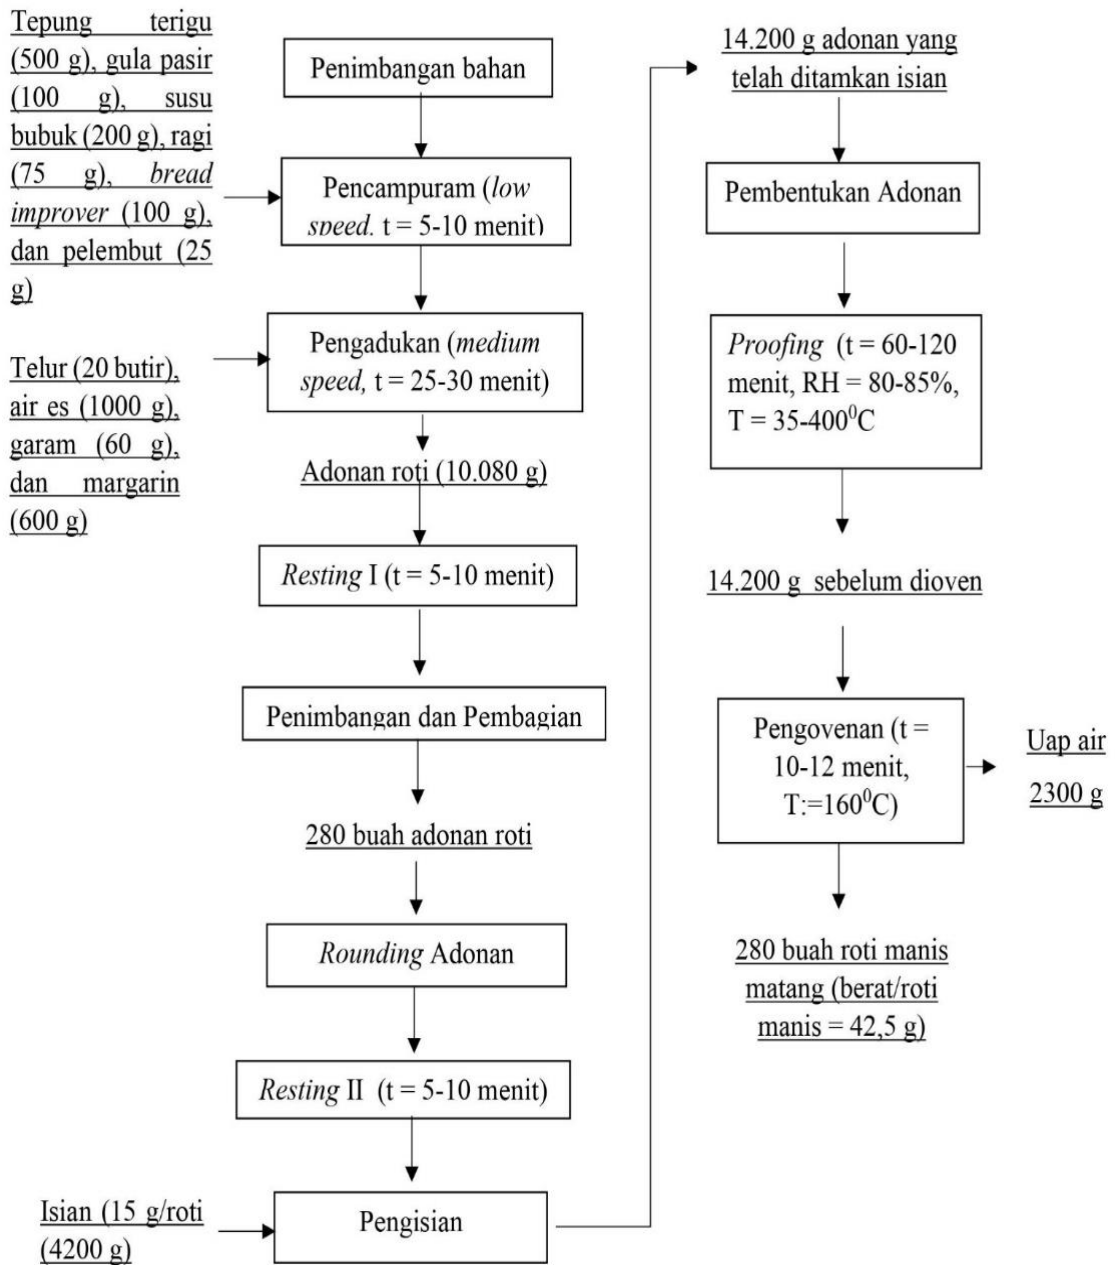 Tepung terigu
(500 g), gula pasir
(100 g), susu
bubuk (200 g), ragi
(75 g), bread
improver (100 g),
dan pelembut (25
g)
Penimbangan bahan
Pencampuram (low
speed, t = 5-10 menit)
Telur (20 butir),
air es (1000 g),
garam (60 g),
dan margarin
(600 g)
Pengadukan (medium
speed, t = 25-30 menit)
Adonan roti (10.080 g)
Resting I (t = 5-10 menit)
Penimbangan dan Pembagian
280 buah adonan roti
Rounding Adonan
Resting II (t = 5-10 menit)
Isian (15 g/roti
(4200 g)
Pengisian
14.200 g adonan yang
telah ditamkan isian
Pembentukan Adonan
Proofing (t = 60-120
menit, RH = 80-85%,
T = 35-400⁰C
14.200 g sebelum dioven
Pengovenan (t =
10-12 menit,
T:=160⁰C)
Uap air
2300 g
280 buah roti manis
matang (berat/roti
manis = 42,5 g)